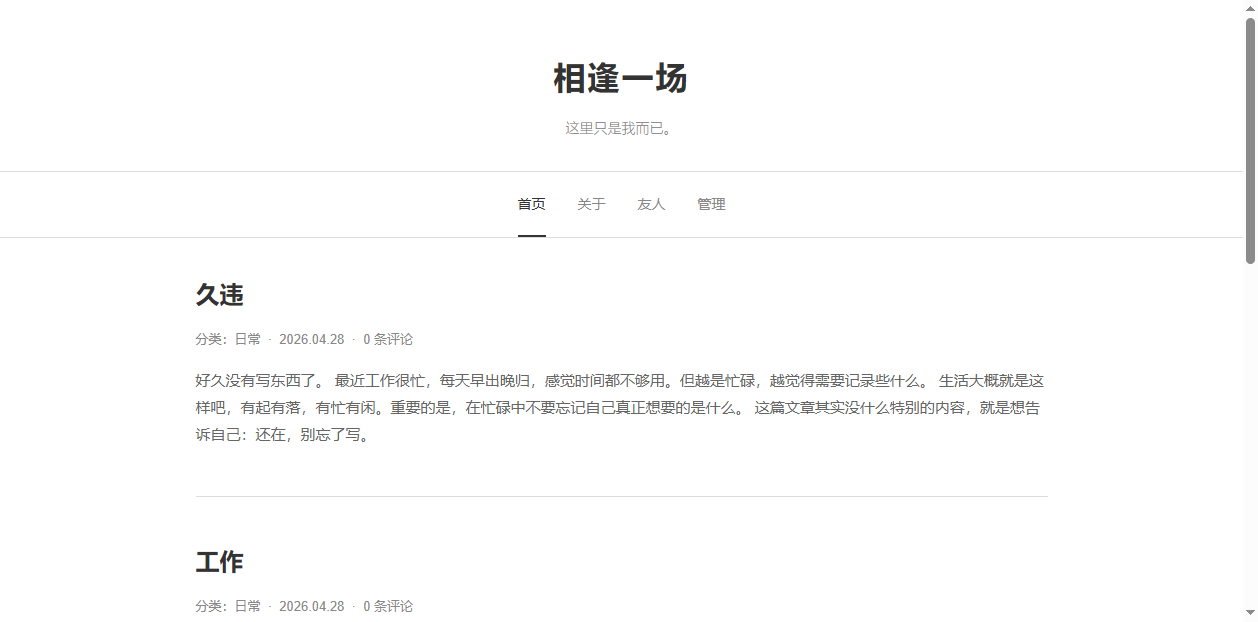 相逢一场
这里只是我而已。
首页 关于 友人 管理
久违
分类：日常 · 2026.04.28 · 0 条评论
好久没有写东西了。 最近工作很忙，每天早出晚归，感觉时间都不够用。但越是忙碌，越觉得需要记录些什么。 生活大概就是这
样吧，有起有落，有忙有闲。重要的是，在忙碌中不要忘记自己真正想要的是什么。 这篇文章其实没什么特别的内容，就是想告
诉自己：还在，别忘了写。
工作
分类：日常 · 2026.04.28 · 0 条评论